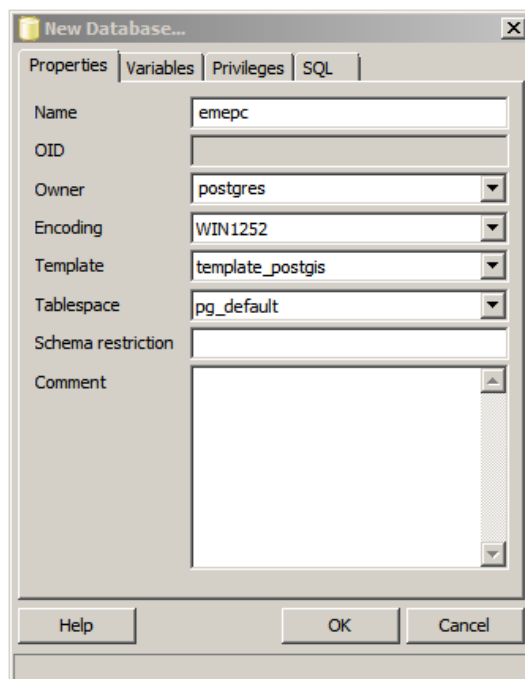 New Database...
Properties Variables Privileges SQL
Name emepc
OID
Owner postgres
Encoding WIN1252
Template template_postgis
Tablespace pg_default
Schema restriction
Comment
Help OK Cancel